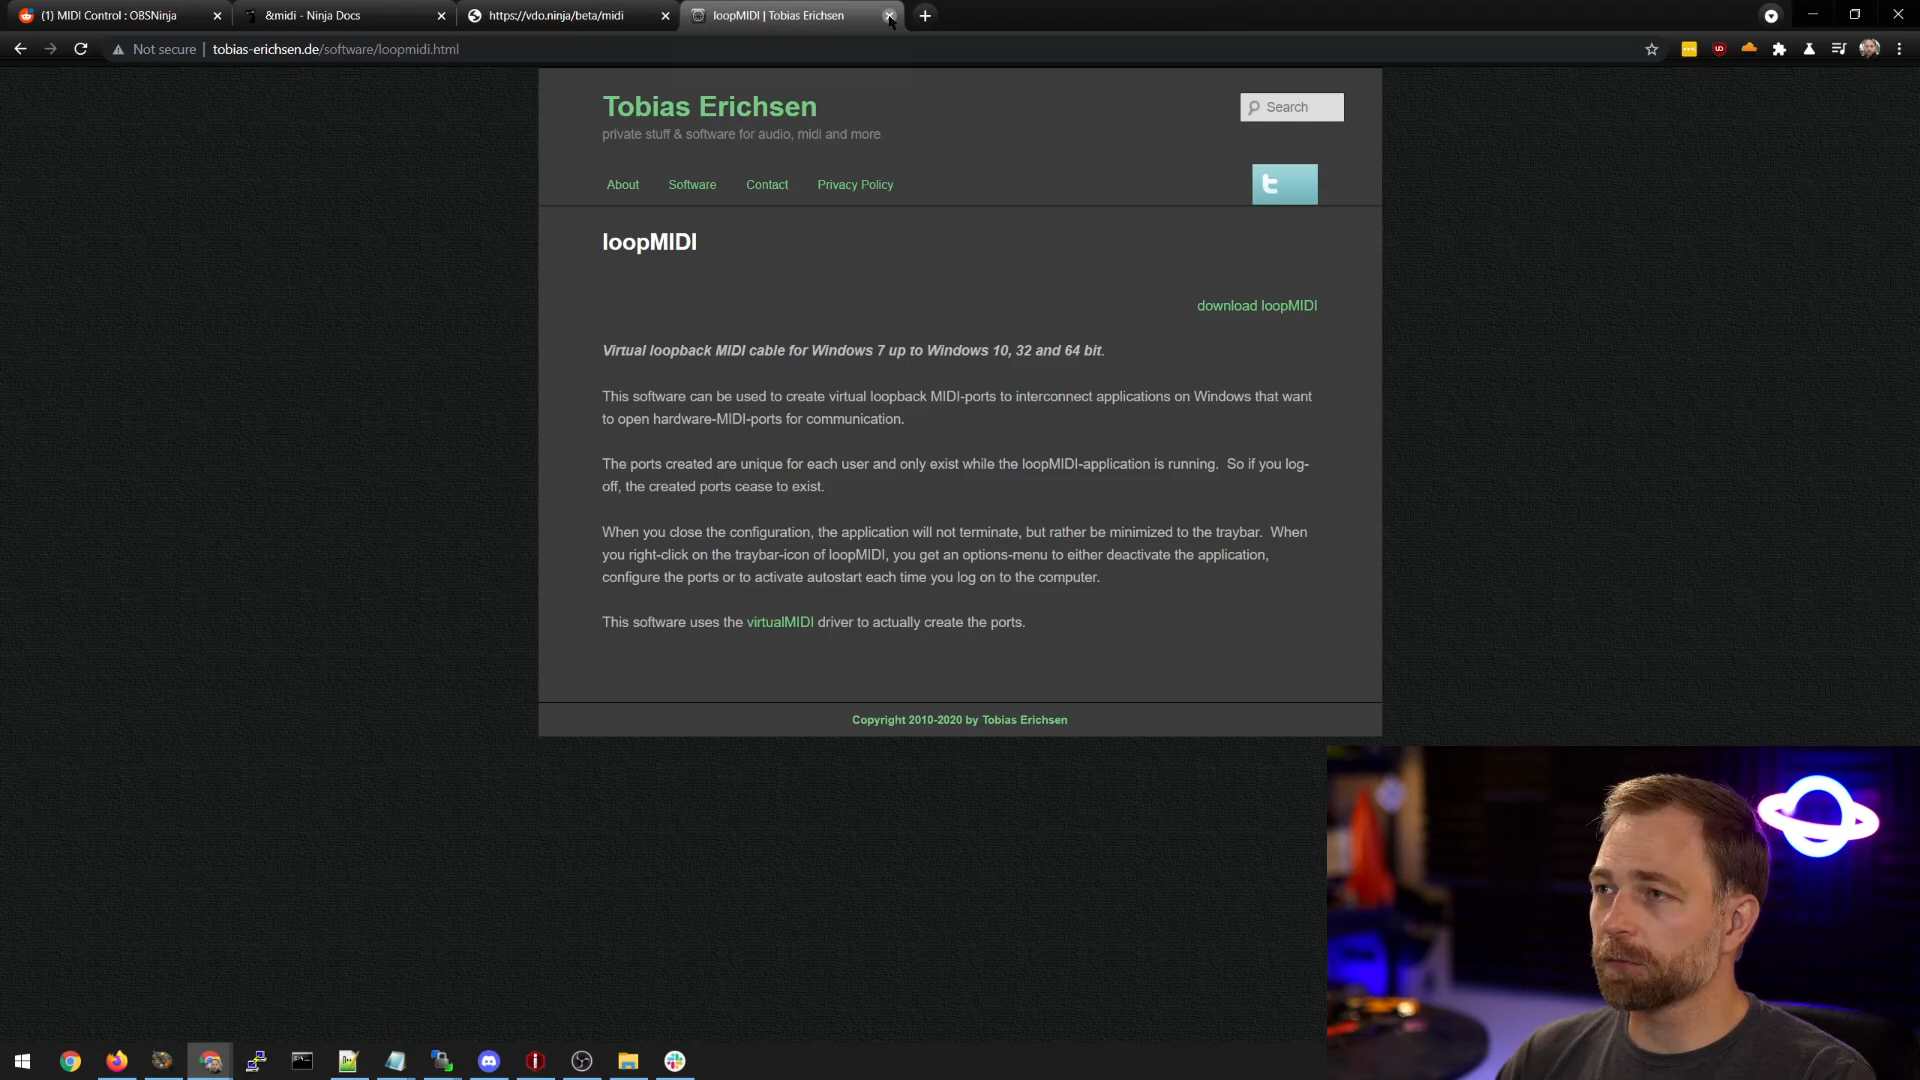 (1) MIDI Control : OBSNinja
&midi - Ninja Docs
https://vdo.ninja/beta/midi
loopMIDI | Tobias Erichsen
Not secure | tobias-erichsen.de/software/loopmidi.html
Tobias Erichsen
Search
private stuff & software for audio, midi and more
About Software Contact Privacy Policy
loopMIDI
download loopMIDI
Virtual loopback MIDI cable for Windows 7 up to Windows 10, 32 and 64 bit.
This software can be used to create virtual loopback MIDI-ports to interconnect applications on Windows that want
to open hardware-MIDI-ports for communication.
The ports created are unique for each user and only exist while the loopMIDI-application is running. So if you log-
off, the created ports cease to exist.
When you close the configuration, the application will not terminate, but rather be minimized to the traybar. When
you right-click on the traybar-icon of loopMIDI, you get an options-menu to either deactivate the application,
configure the ports or to activate autostart each time you log on to the computer.
This software uses the virtualMIDI driver to actually create the ports.
Copyright 2010-2020 by Tobias Erichsen